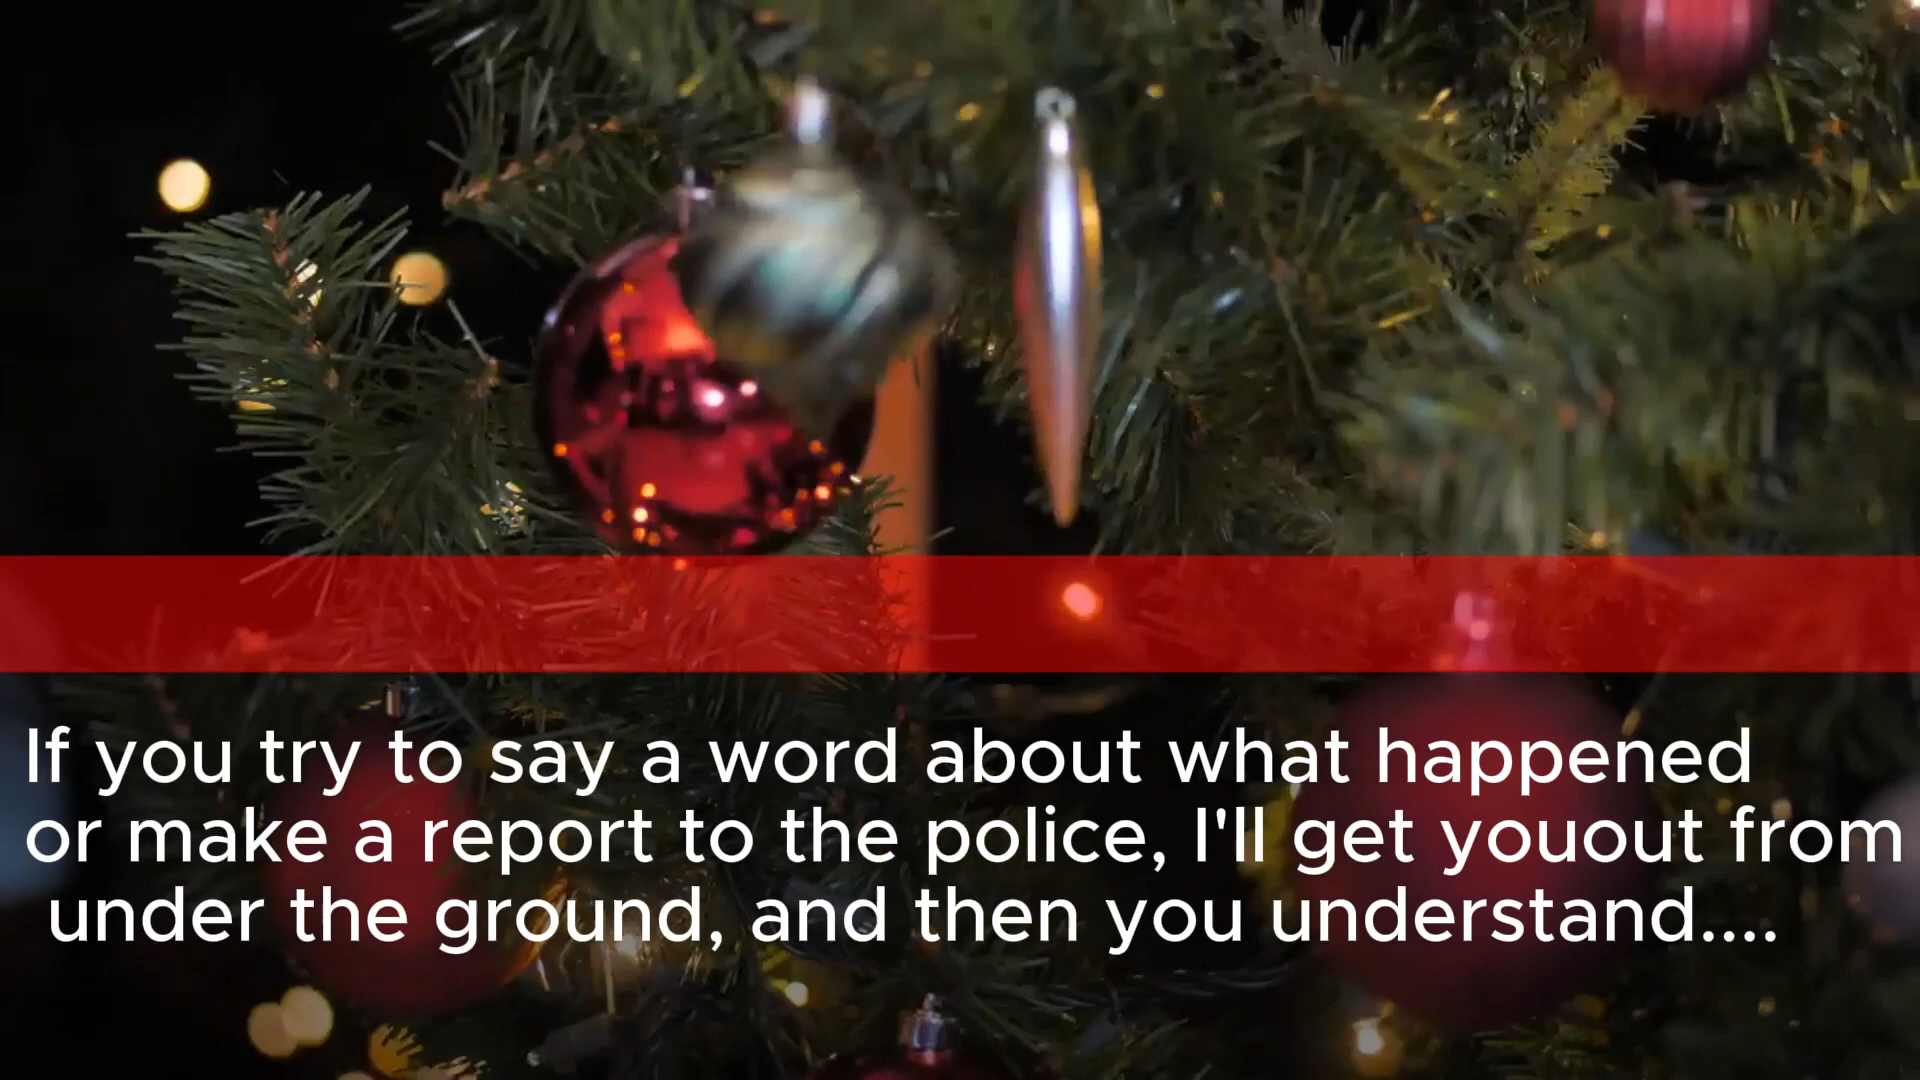 If you try to say a word about what happened
or make a report to the police, I'll get youout from
under the ground, and then you understand....